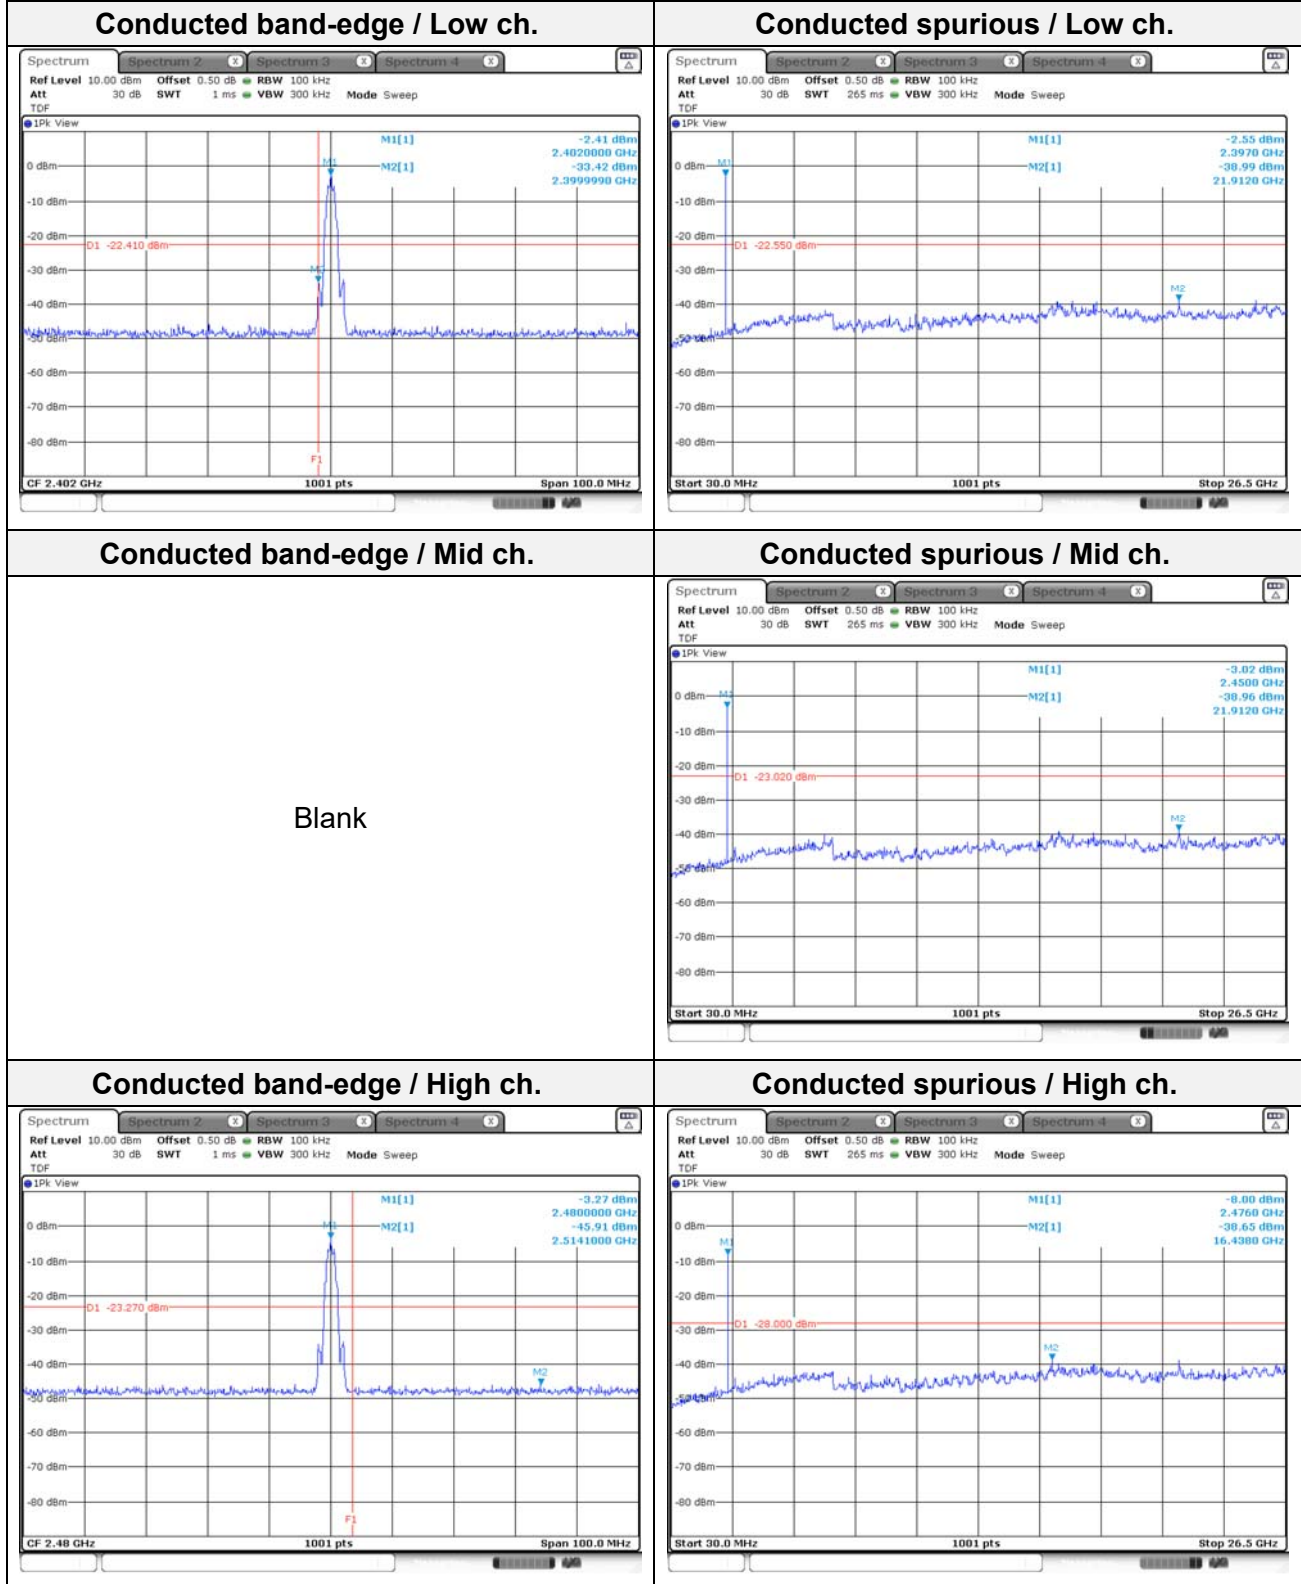 Conducted band-edge / Low ch.
Spectrum Spectrum 2 X Spectrum 3 X Spectrum 4 X
Ref Level 10.00 dBm Offset 0.50 dB RBW 100 kHz
Att 30 dB SWT 1 ms VBW 300 kHz Mode Sweep
TDF
1Pk View
M1[1] -2.41 dBm
2.4020000 GHz
M2[1] -33.42 dBm
2.3999990 GHz
M1
0 dBm
-10 dBm
-20 dBm
D1 -22.410 dBm
-30 dBm
-40 dBm
-50 dBm
-60 dBm
-70 dBm
-80 dBm
F1
CF 2.402 GHz 1001 pts Span 100.0 MHz
Conducted spurious / Low ch.
Spectrum Spectrum 2 X Spectrum 3 X Spectrum 4 X
Ref Level 10.00 dBm Offset 0.50 dB RBW 100 kHz
Att 30 dB SWT 265 ms VBW 300 kHz Mode Sweep
TDF
1Pk View
M1[1] -2.55 dBm
2.3970 GHz
M2[1] -38.99 dBm
21.9120 GHz
0 dBm M1
-10 dBm
-20 dBm
D1 -22.550 dBm
-30 dBm
M2
-40 dBm
-50 dBm
-60 dBm
-70 dBm
-80 dBm
Start 30.0 MHz 1001 pts Stop 26.5 GHz
Conducted band-edge / Mid ch.
Blank
Conducted spurious / Mid ch.
Spectrum Spectrum 2 X Spectrum 3 X Spectrum 4 X
Ref Level 10.00 dBm Offset 0.50 dB RBW 100 kHz
Att 30 dB SWT 265 ms VBW 300 kHz Mode Sweep
TDF
1Pk View
M1[1] -3.02 dBm
2.4500 GHz
M2[1] -38.96 dBm
21.9120 GHz
0 dBm M1
-10 dBm
-20 dBm
D1 -23.020 dBm
-30 dBm
M2
-40 dBm
-50 dBm
-60 dBm
-70 dBm
-80 dBm
Start 30.0 MHz 1001 pts Stop 26.5 GHz
Conducted band-edge / High ch.
Spectrum Spectrum 2 X Spectrum 3 X Spectrum 4 X
Ref Level 10.00 dBm Offset 0.50 dB RBW 100 kHz
Att 30 dB SWT 1 ms VBW 300 kHz Mode Sweep
TDF
1Pk View
M1[1] -3.27 dBm
2.4800000 GHz
M2[1] -45.91 dBm
2.5141000 GHz
0 dBm M1
-10 dBm
-20 dBm
D1 -23.270 dBm
-30 dBm
-40 dBm
M2
-50 dBm
-60 dBm
-70 dBm
-80 dBm
F1
CF 2.48 GHz 1001 pts Span 100.0 MHz
Conducted spurious / High ch.
Spectrum Spectrum 2 X Spectrum 3 X Spectrum 4 X
Ref Level 10.00 dBm Offset 0.50 dB RBW 100 kHz
Att 30 dB SWT 265 ms VBW 300 kHz Mode Sweep
TDF
1Pk View
M1[1] -8.00 dBm
2.4760 GHz
M2[1] -38.65 dBm
16.4380 GHz
0 dBm
M1
-10 dBm
-20 dBm
D1 -28.000 dBm
-30 dBm
M2
-40 dBm
-50 dBm
-60 dBm
-70 dBm
-80 dBm
Start 30.0 MHz 1001 pts Stop 26.5 GHz